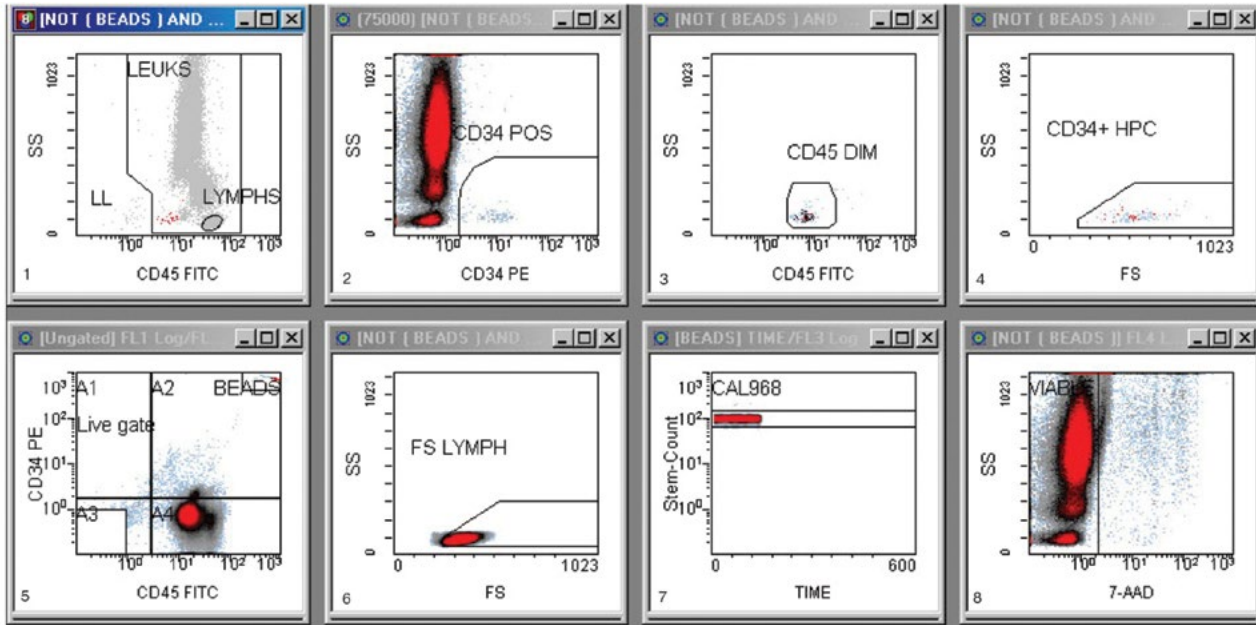 [NOT ( BEADS ) AND ...
1023
LEUKS
SS
LL
LYMPHS
0
10⁰ 10¹ 10² 10³
CD45 FITC
1
(75000) [NOT ( BEADS ) AND ...
1023
SS
CD34 POS
0
10⁰ 10¹ 10² 10³
CD34 PE
2
[NOT ( BEADS ) AND ...
1023
SS
CD45 DIM
0
10⁰ 10¹ 10² 10³
CD45 FITC
3
[NOT ( BEADS ) AND ...
1023
CD34+ HPC
SS
0
0 1023
FS
4
[Ungated] FL1 Log/FL...
10³ A1 A2 BEADS
10² Live gate
CD34 PE
10¹
10⁰ A3 A4
10⁰ 10¹ 10² 10³
CD45 FITC
5
[NOT ( BEADS ) AND ...
1023
SS
FS LYMPH
0
0 1023
FS
6
[BEADS] TIME/FL3 Log
10³ CAL968
10²
Stem-Count
10¹
10⁰
0 600
TIME
7
[NOT ( BEADS )] FL4 L...
1023
SS
0
10⁰ 10¹ 10² 10³
7-AAD
8